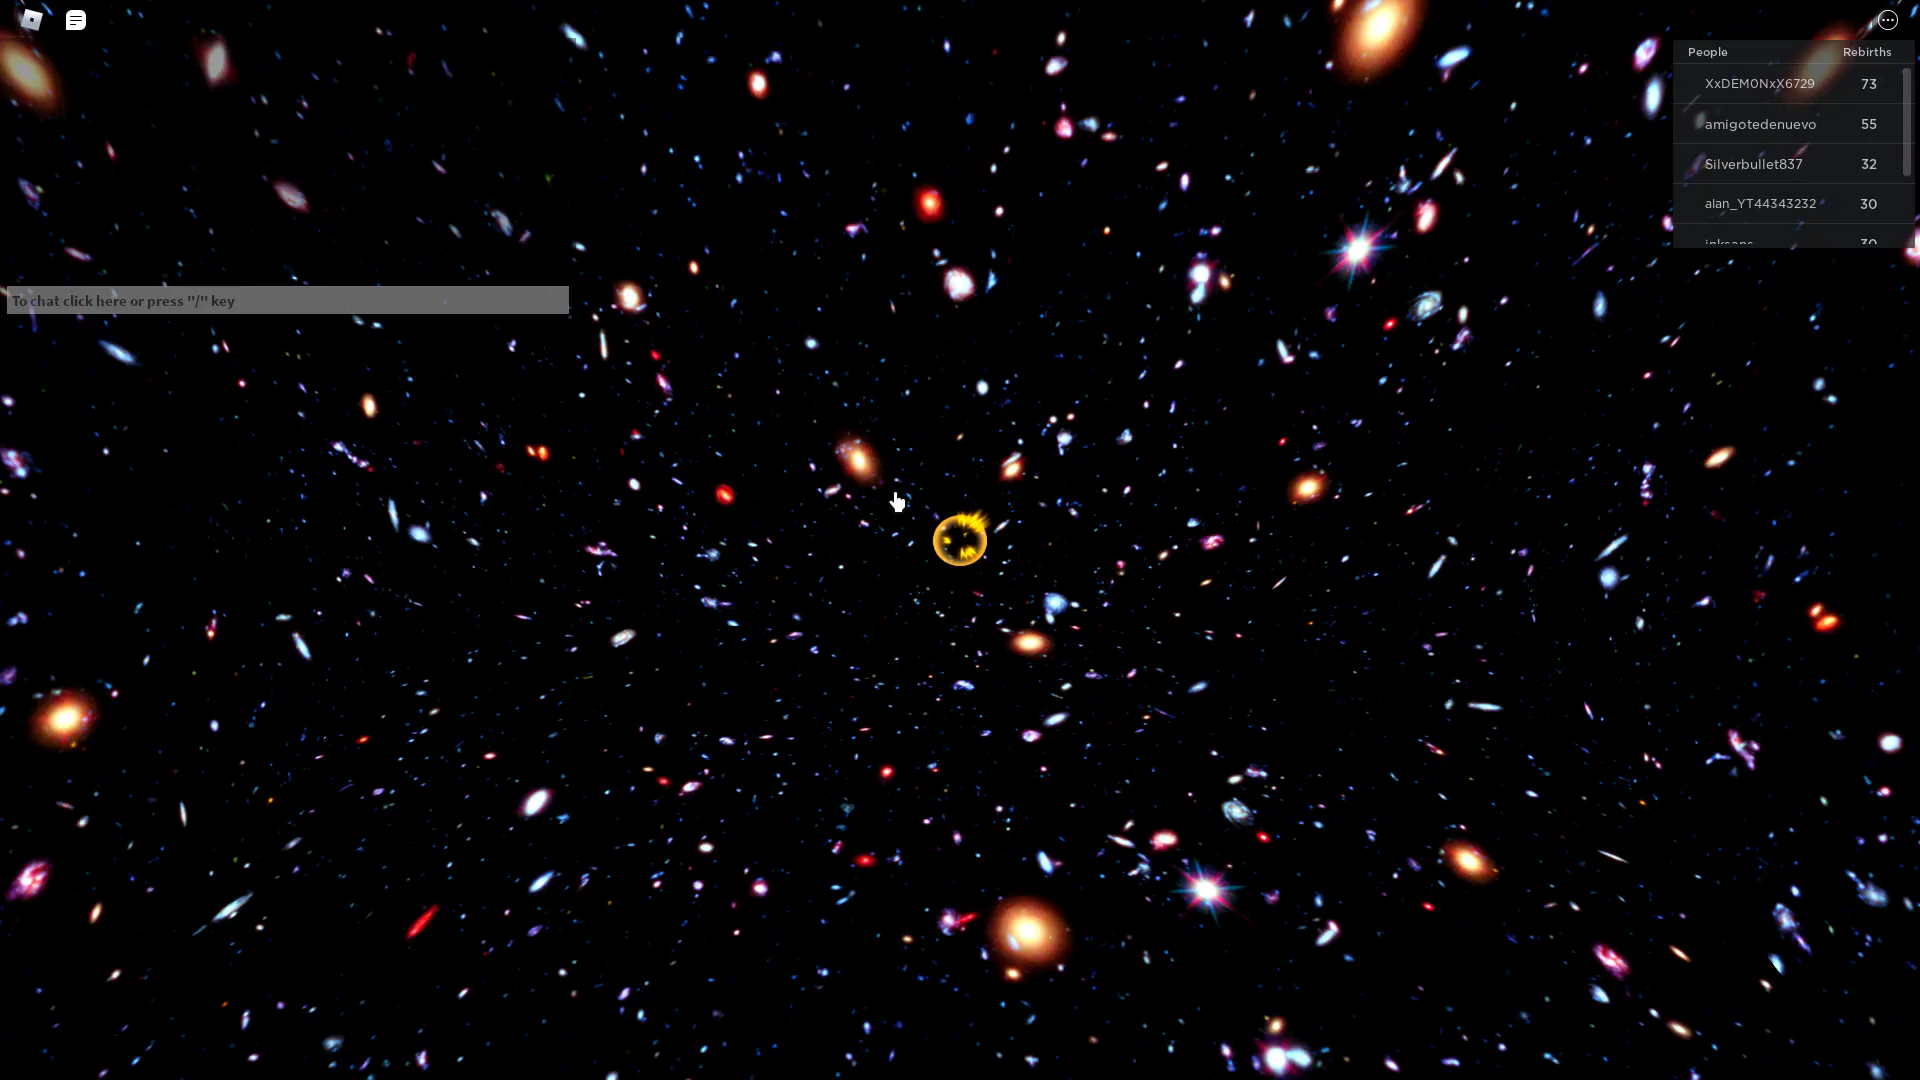 People Rebirths
XxDEM0NxX6729 73
amigotedenuevo 55
Silverbullet837 32
alan_YT44343232 30
To chat click here or press "/" key